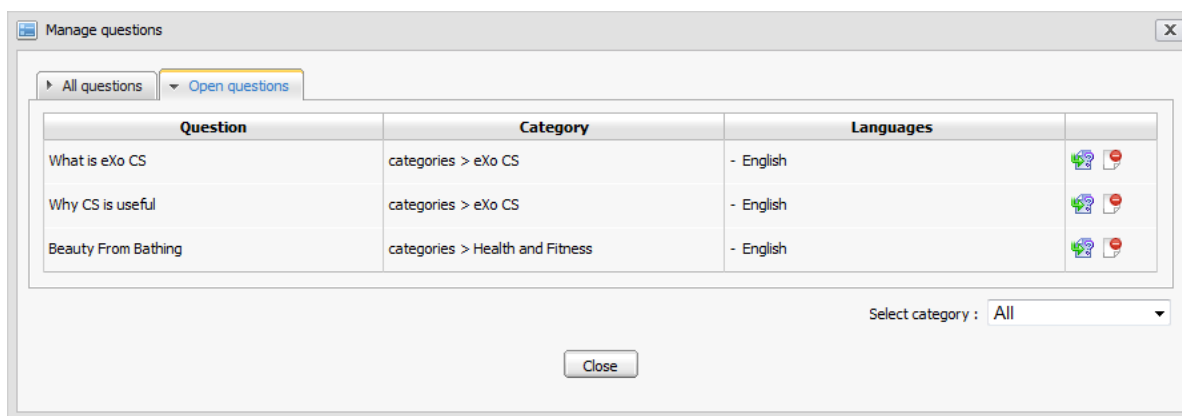 Manage questions
All questions Open questions
Question Category Languages
What is eXo CS categories > eXo CS - English
Why CS is useful categories > eXo CS - English
Beauty From Bathing categories > Health and Fitness - English
Select category : All
Close